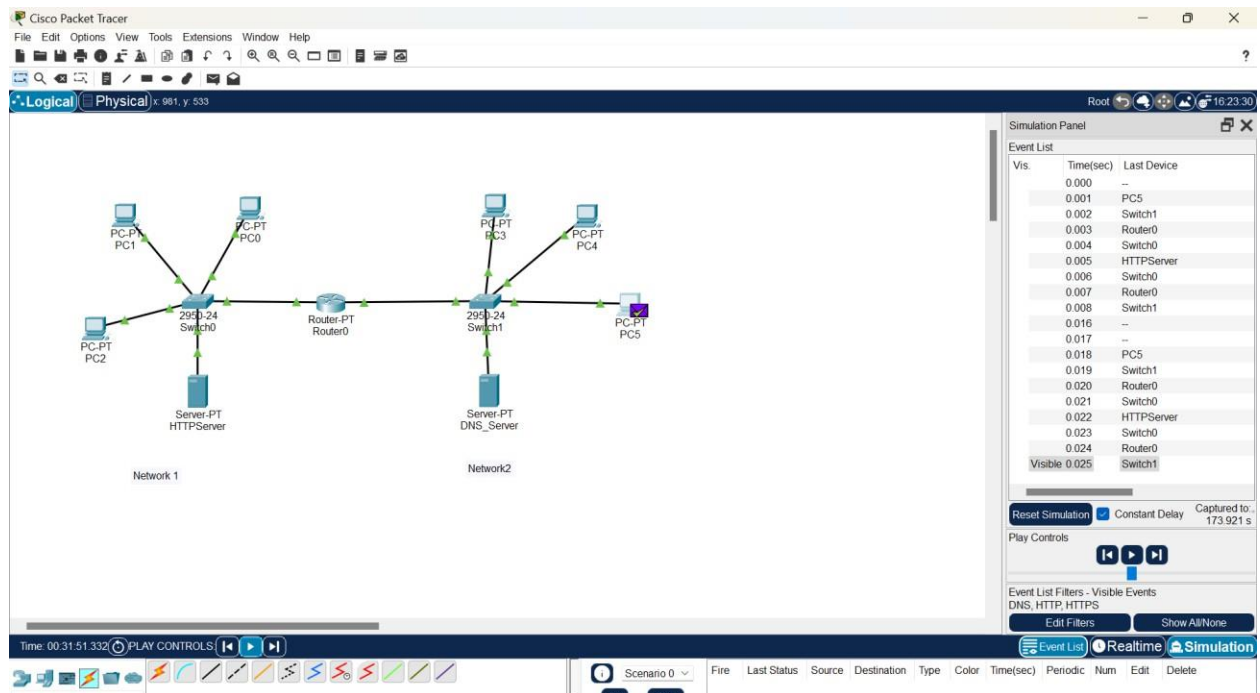 Cisco Packet Tracer
File Edit Options View Tools Extensions Window Help
?
Logical Physical x: 981, y: 533
Root 16:23:30
PC-PT
PC1
PC-PT
PC0
PC-PT
PC3
PC-PT
PC4
2950-24
Switch0
Router-PT
Router0
2950-24
Switch1
PC-PT
PC5
PC-PT
PC2
Server-PT
HTTPServer
Server-PT
DNS_Server
Network 1
Network2
Simulation Panel
Event List
Vis. Time(sec) Last Device
0.000 --
0.001 PC5
0.002 Switch1
0.003 Router0
0.004 Switch0
0.005 HTTPServer
0.006 Switch0
0.007 Router0
0.008 Switch1
0.016 --
0.017 --
0.018 PC5
0.019 Switch1
0.020 Router0
0.021 Switch0
0.022 HTTPServer
0.023 Switch0
0.024 Router0
Visible 0.025 Switch1
Reset Simulation Constant Delay Captured to:..
173.921 s
Play Controls
Event List Filters - Visible Events
DNS, HTTP, HTTPS
Edit Filters Show All/None
Time: 00:31:51.332 PLAY CONTROLS:
Event List Realtime Simulation
Scenario 0 Fire Last Status Source Destination Type Color Time(sec) Periodic Num Edit Delete